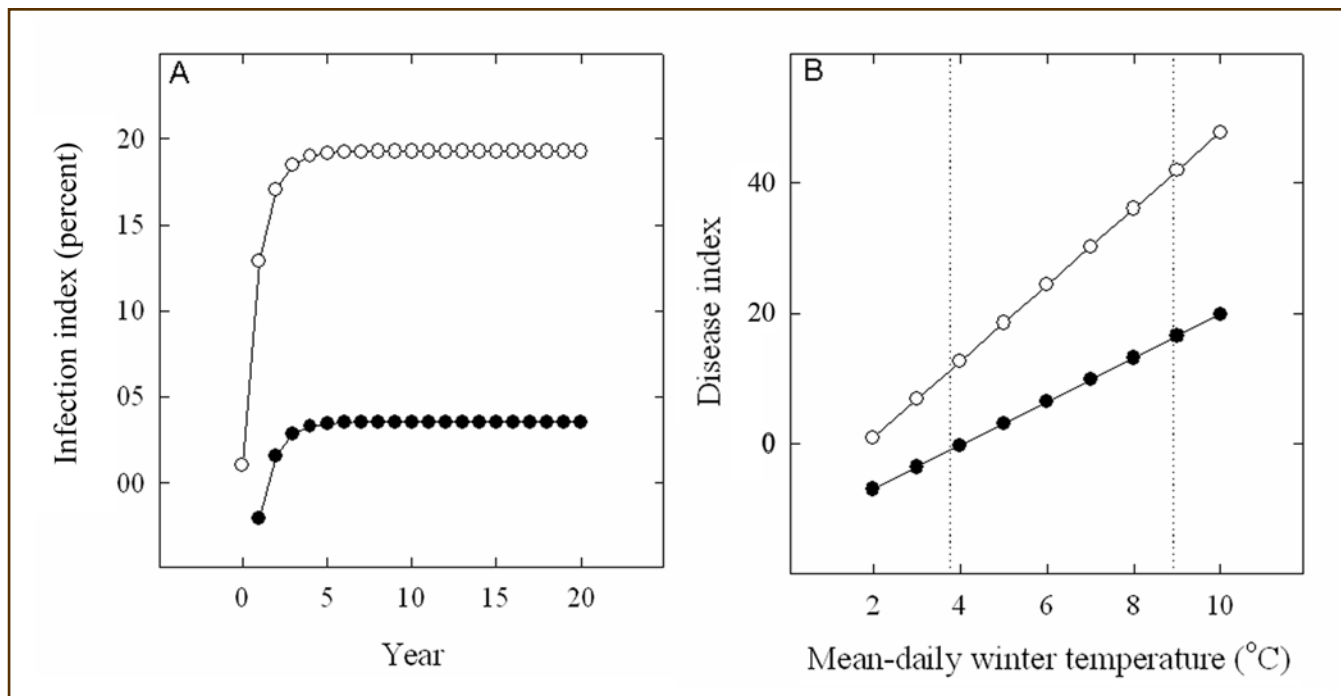 A
Infection index (percent)
20
15
10
05
00
0 5 10 15 20
Year
B
Disease index
40
20
0
2 4 6 8 10
Mean-daily winter temperature (°C)